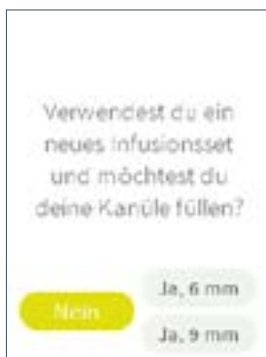 Verwendest du ein
neues Infusionsset
und möchtest du
deine Kanüle füllen?
Ja, 6 mm
Nein
Ja, 9 mm